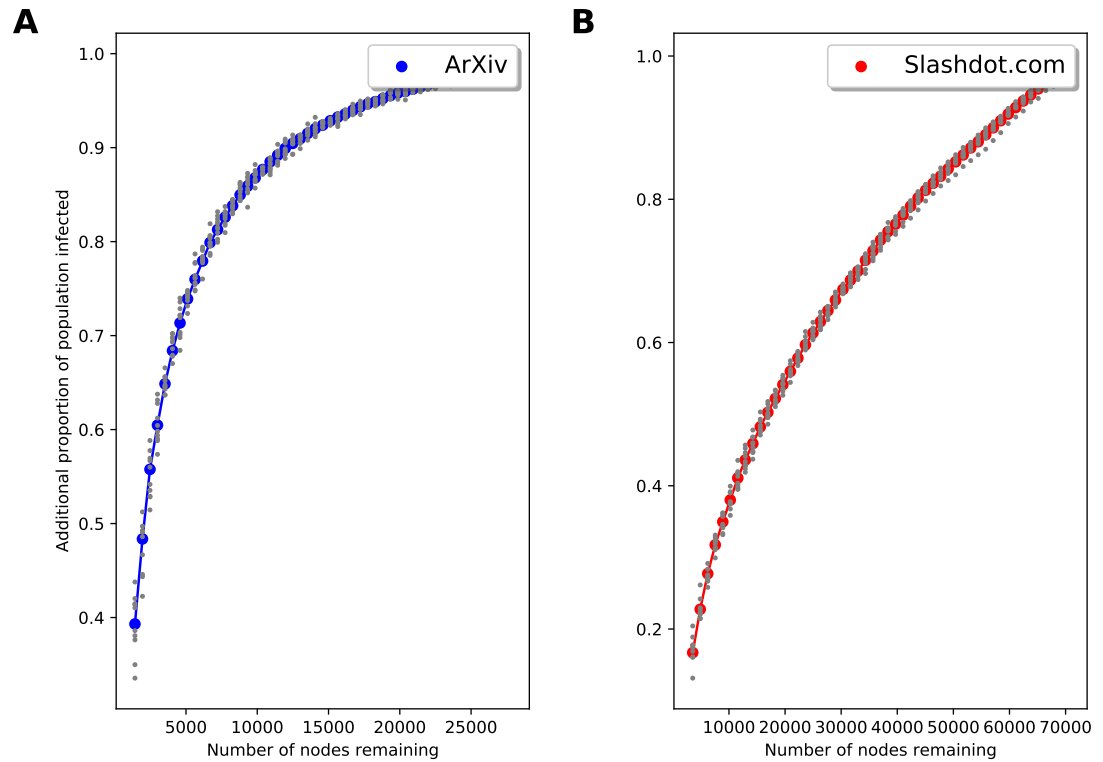 A
B
ArXiv
Slashdot.com
Additional proportion of population infected
1.0
0.9
0.8
0.7
0.6
0.5
0.4
5000 10000 15000 20000 25000
Number of nodes remaining
1.0
0.8
0.6
0.4
0.2
10000 20000 30000 40000 50000 60000 70000
Number of nodes remaining